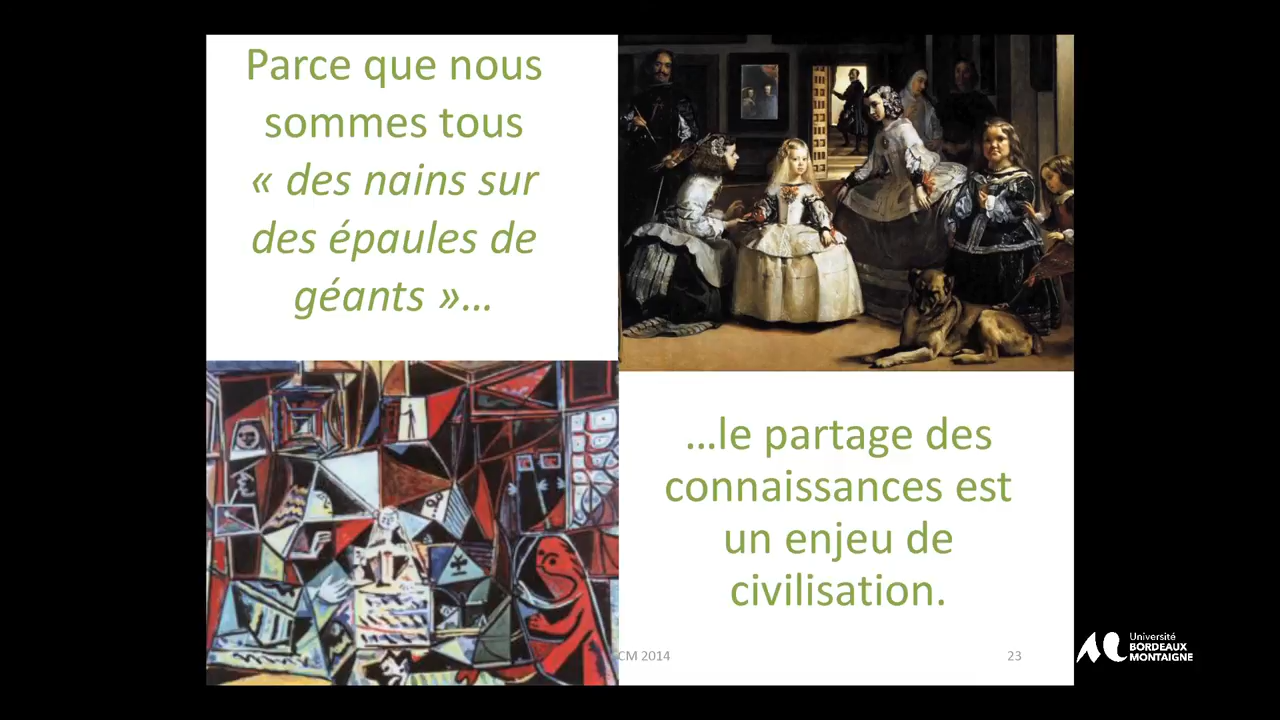 Parce que nous
sommes tous
« des nains sur
des épaules de
géants »…
…le partage des
connaissances est
un enjeu de
civilisation.
CM 2014
23
Université
BORDEAUX
MONTAIGNE